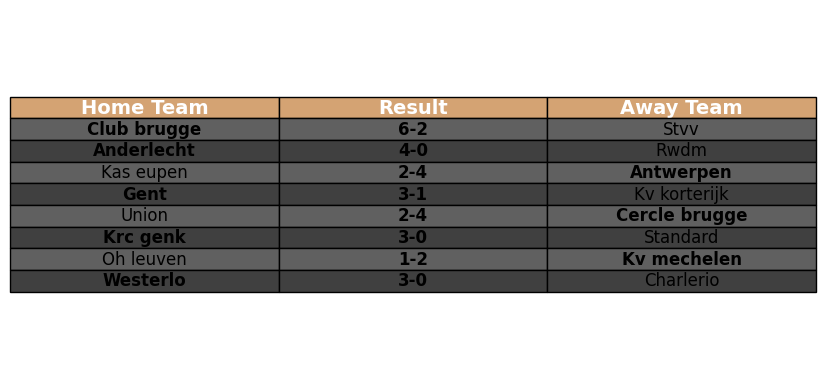 Home Team Result Away Team
Club brugge 6-2 Stvv
Anderlecht 4-0 Rwdm
Kas eupen 2-4 Antwerpen
Gent 3-1 Kv korterijk
Union 2-4 Cercle brugge
Krc genk 3-0 Standard
Oh leuven 1-2 Kv mechelen
Westerlo 3-0 Charlerio